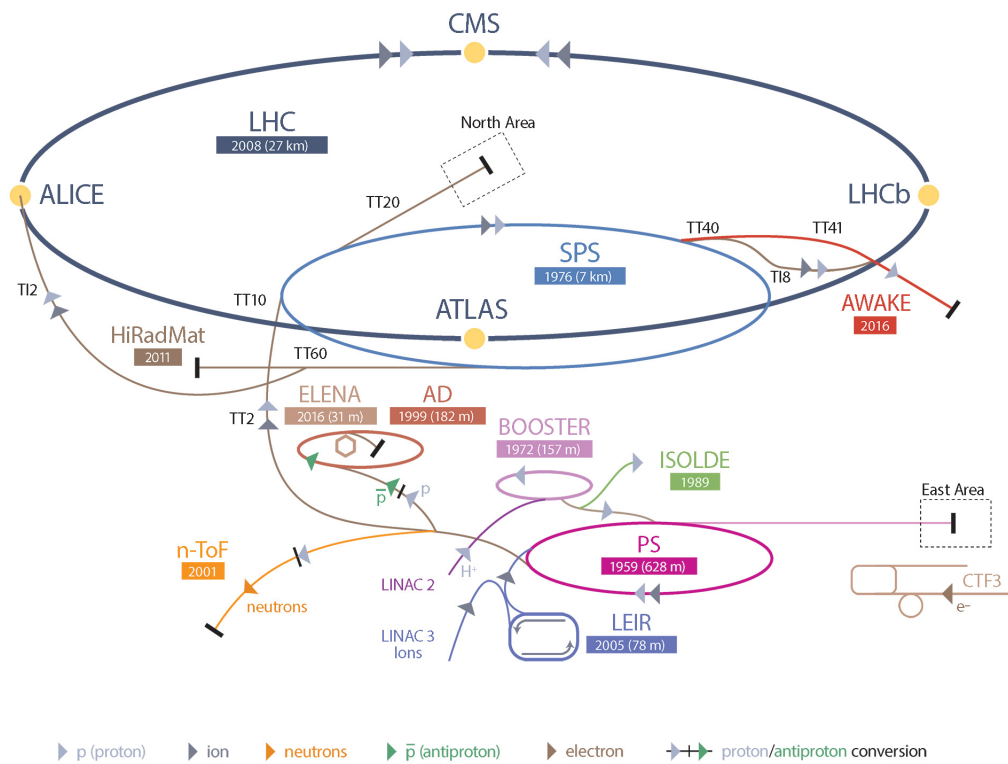 CMS
LHC
2008 (27 km)
North Area
ALICE
LHCb
TT20
TT40
TT41
SPS
1976 (7 km)
TI8
TI2
TT10
ATLAS
AWAKE
2016
HiRadMat
2011
TT60
ELENA
2016 (31 m)
AD
1999 (182 m)
TT2
BOOSTER
1972 (157 m)
ISOLDE
1989
p̅
p
East Area
n-ToF
2001
PS
1959 (628 m)
H⁺
LINAC 2
neutrons
CTF3
e⁻
LEIR
2005 (78 m)
LINAC 3
Ions
p (proton)
ion
neutrons
p̅ (antiproton)
electron
proton/antiproton conversion